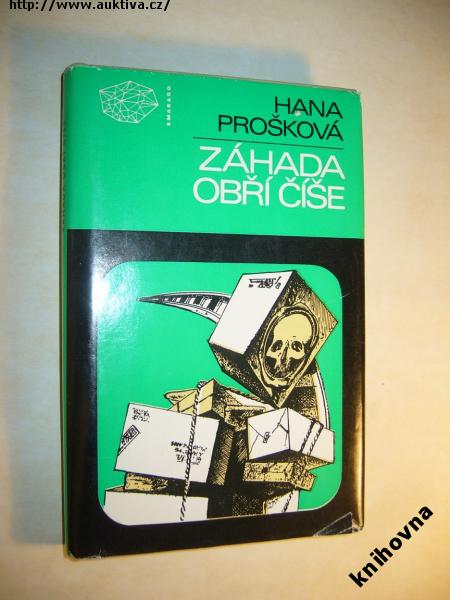 http://www.auktiva.cz/
SMARAGD
HANA
PROŠKOVÁ
ZÁHADA
OBŘÍ ČÍŠE
knihovna